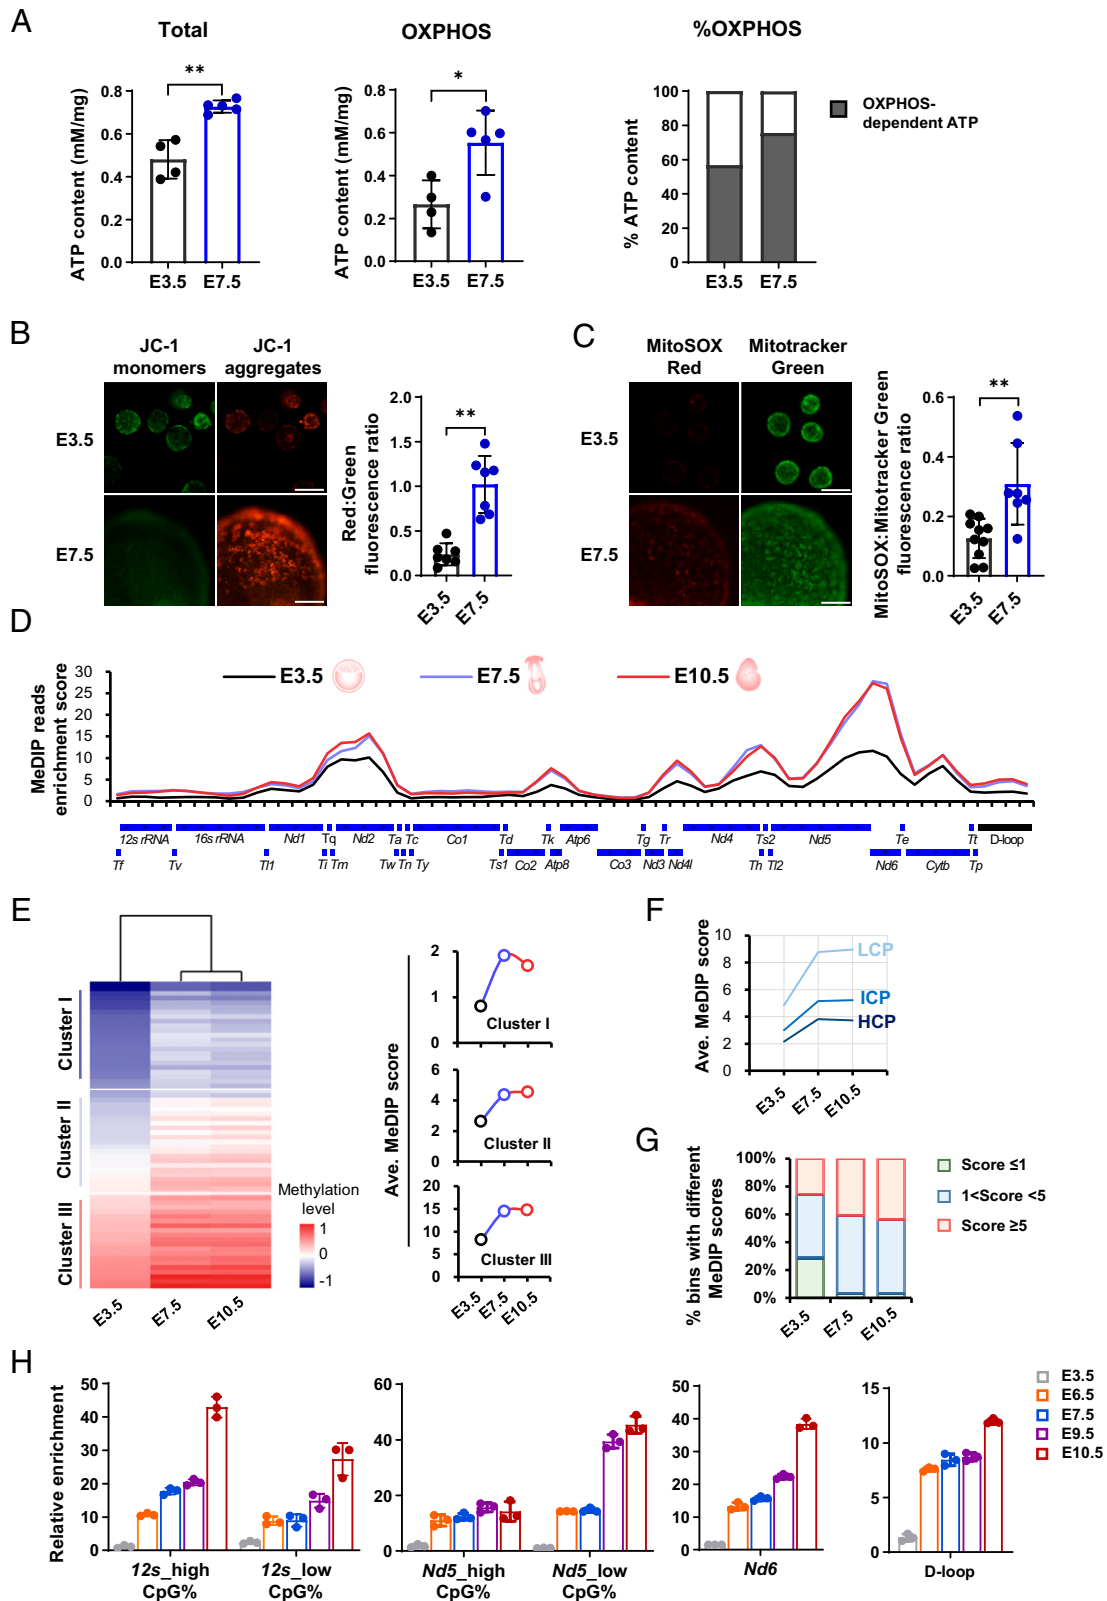 A
Total
OXPHOS
%OXPHOS
ATP content (mM/mg)
0.8
0.6
0.4
0.2
0.0
**
E3.5 E7.5
ATP content (mM/mg)
0.8
0.6
0.4
0.2
0.0
*
E3.5 E7.5
% ATP content
100
80
60
40
20
0
E3.5 E7.5
OXPHOS-
dependent ATP
B
JC-1
monomers
JC-1
aggregates
E3.5
E7.5
Red:Green
fluorescence ratio
2.0
1.5
1.0
0.5
0.0
**
E3.5
E7.5
C
MitoSOX
Red
Mitotracker
Green
E3.5
E7.5
MitoSOX:Mitotracker Green
fluorescence ratio
0.6
0.4
0.2
0.0
**
E3.5
E7.5
D
MeDIP reads
enrichment score
30
25
20
15
10
5
0
E3.5
E7.5
E10.5
12s rRNA 16s rRNA Nd1 Tq Nd2 Ta Tc Co1 Td Tk Atp6 Tg Tr Nd4 Ts2 Nd5 Te Tt D-loop
Tf Tv Tl1 Ti Tm Tw Tn Ty Ts1 Co2 Atp8 Co3 Nd3 Nd4l Th Tl2 Nd6 Cytb Tp
E
Cluster I
Cluster II
Cluster III
E3.5
E7.5
E10.5
Methylation
level
1
0
-1
Ave. MeDIP score
2
1
0
Cluster I
6
4
2
0
Cluster II
20
15
10
5
0
Cluster III
E3.5
E7.5
E10.5
F
Ave. MeDIP score
10
8
6
4
2
0
LCP
ICP
HCP
E3.5
E7.5
E10.5
G
% bins with different
MeDIP scores
100%
80%
60%
40%
20%
0%
E3.5
E7.5
E10.5
Score ≤1
1<Score <5
Score ≥5
H
Relative enrichment
50
40
30
20
10
0
12s_high
CpG%
12s_low
CpG%
60
40
20
0
Nd5_high
CpG%
Nd5_low
CpG%
50
40
30
20
10
0
Nd6
15
10
5
0
D-loop
E3.5
E6.5
E7.5
E9.5
E10.5